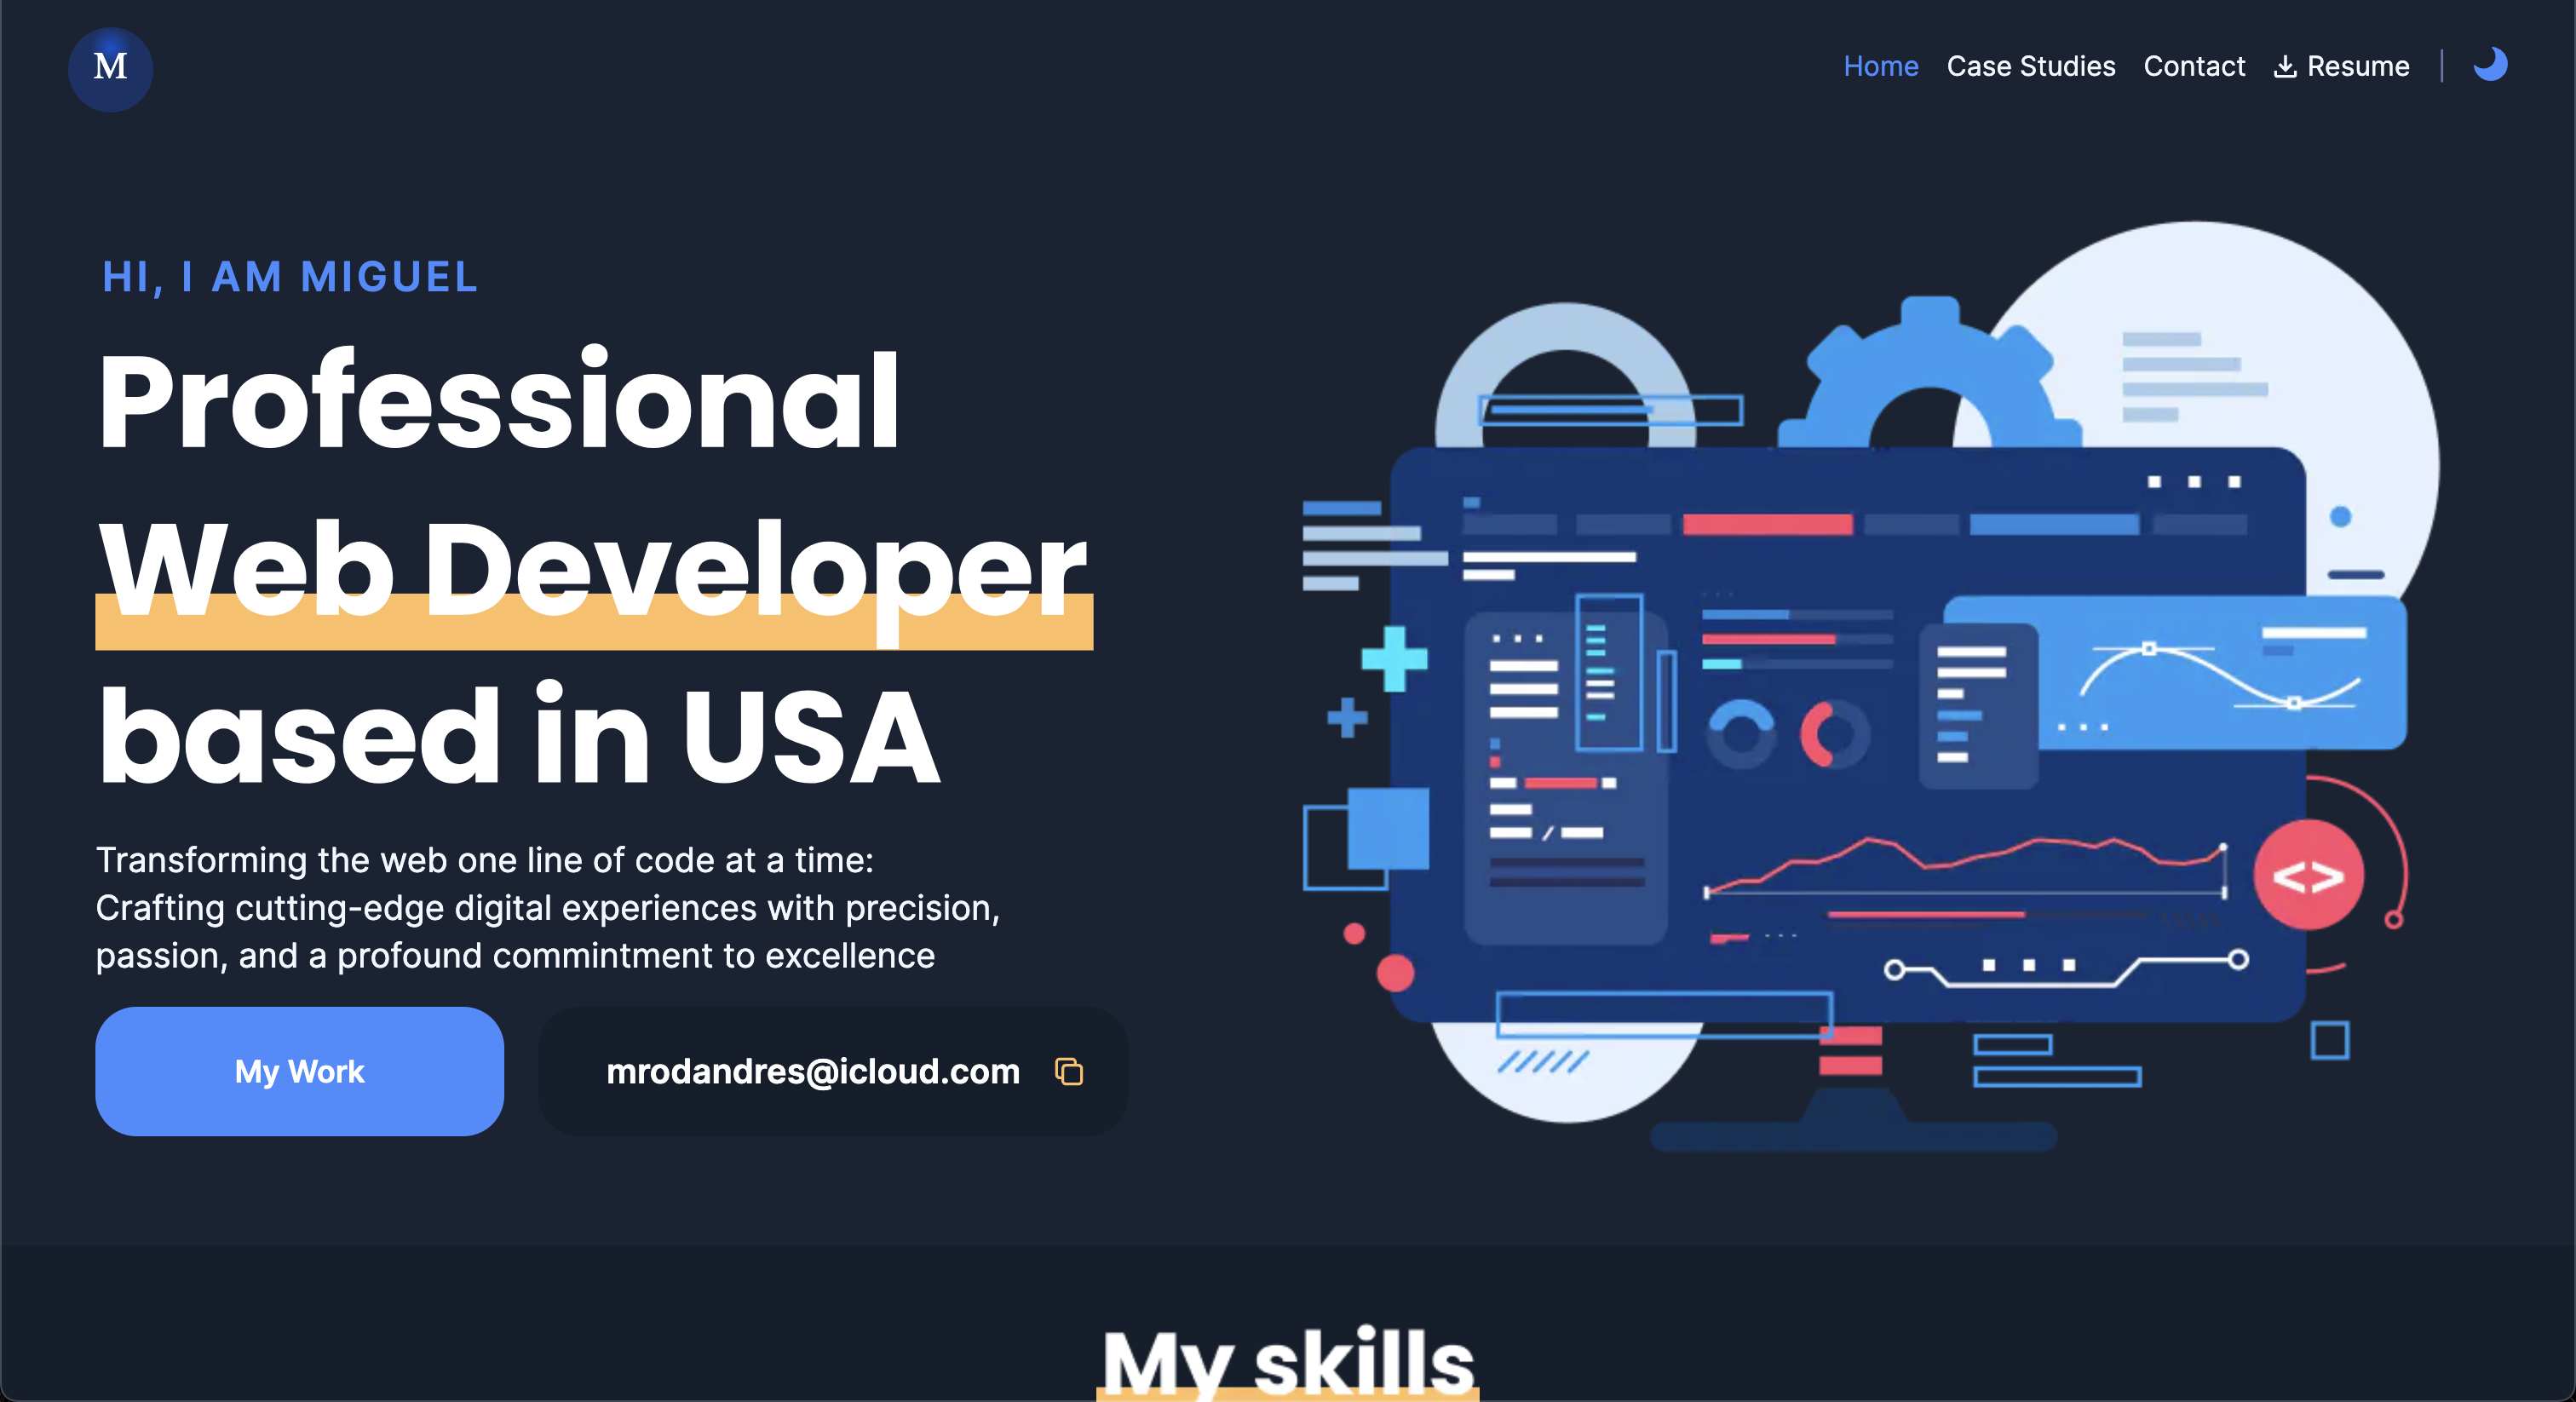 M
Home Case Studies Contact Resume
HI, I AM MIGUEL
Professional
Web Developer
based in USA
Transforming the web one line of code at a time:
Crafting cutting-edge digital experiences with precision,
passion, and a profound commintment to excellence
My Work
mrodandres@icloud.com
<>
My skills